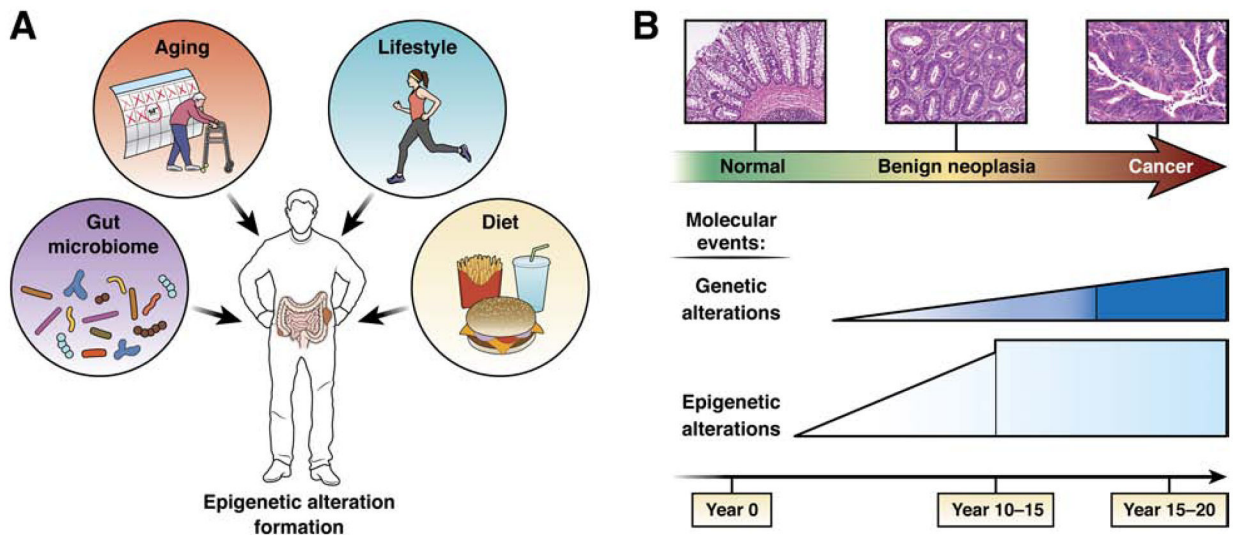 A
Aging
Lifestyle
Gut
microbiome
Diet
Epigenetic alteration
formation
B
Normal
Benign neoplasia
Cancer
Molecular
events:
Genetic
alterations
Epigenetic
alterations
Year 0
Year 10–15
Year 15–20